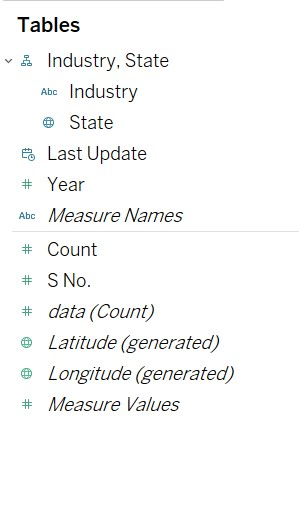 Tables
Industry, State
Abc Industry
State
Last Update
# Year
Abc Measure Names
# Count
# S No.
# data (Count)
Latitude (generated)
Longitude (generated)
# Measure Values